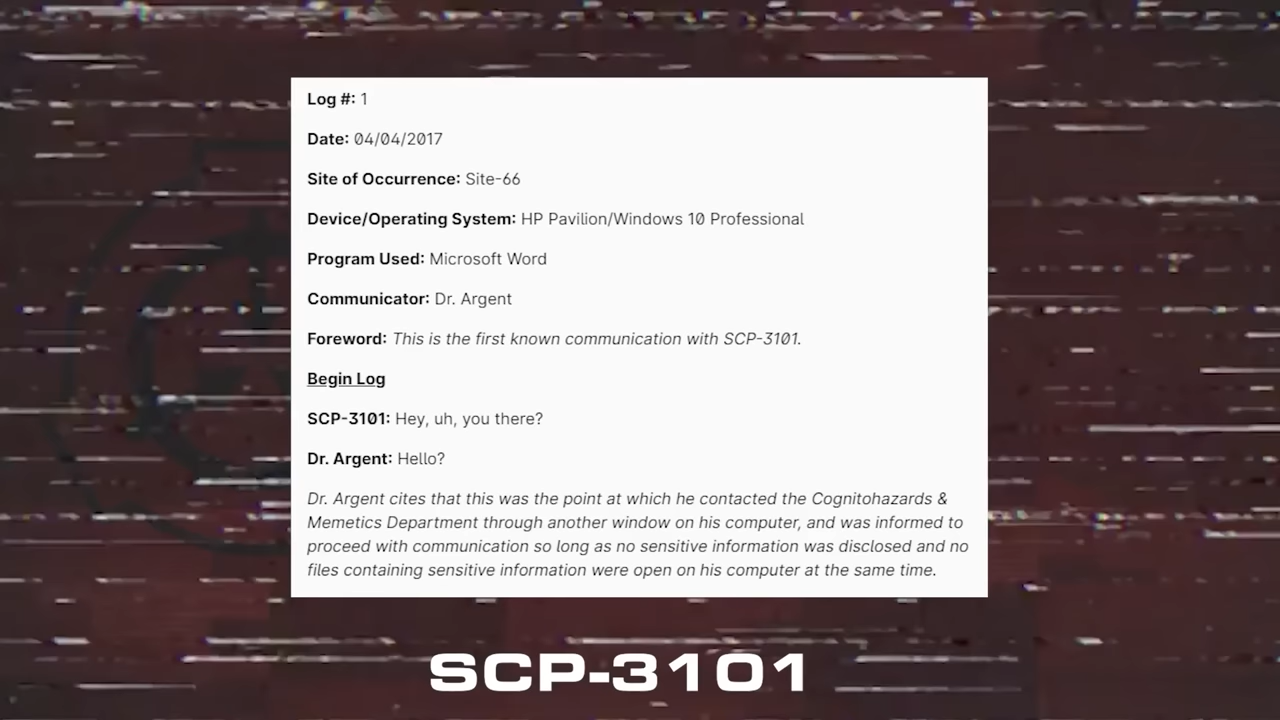 Log #: 1
Date: 04/04/2017
Site of Occurrence: Site-66
Device/Operating System: HP Pavilion/Windows 10 Professional
Program Used: Microsoft Word
Communicator: Dr. Argent
Foreword: This is the first known communication with SCP-3101.
Begin Log
SCP-3101: Hey, uh, you there?
Dr. Argent: Hello?
Dr. Argent cites that this was the point at which he contacted the Cognitohazards &
Memetics Department through another window on his computer, and was informed to
proceed with communication so long as no sensitive information was disclosed and no
files containing sensitive information were open on his computer at the same time.
SCP-3101